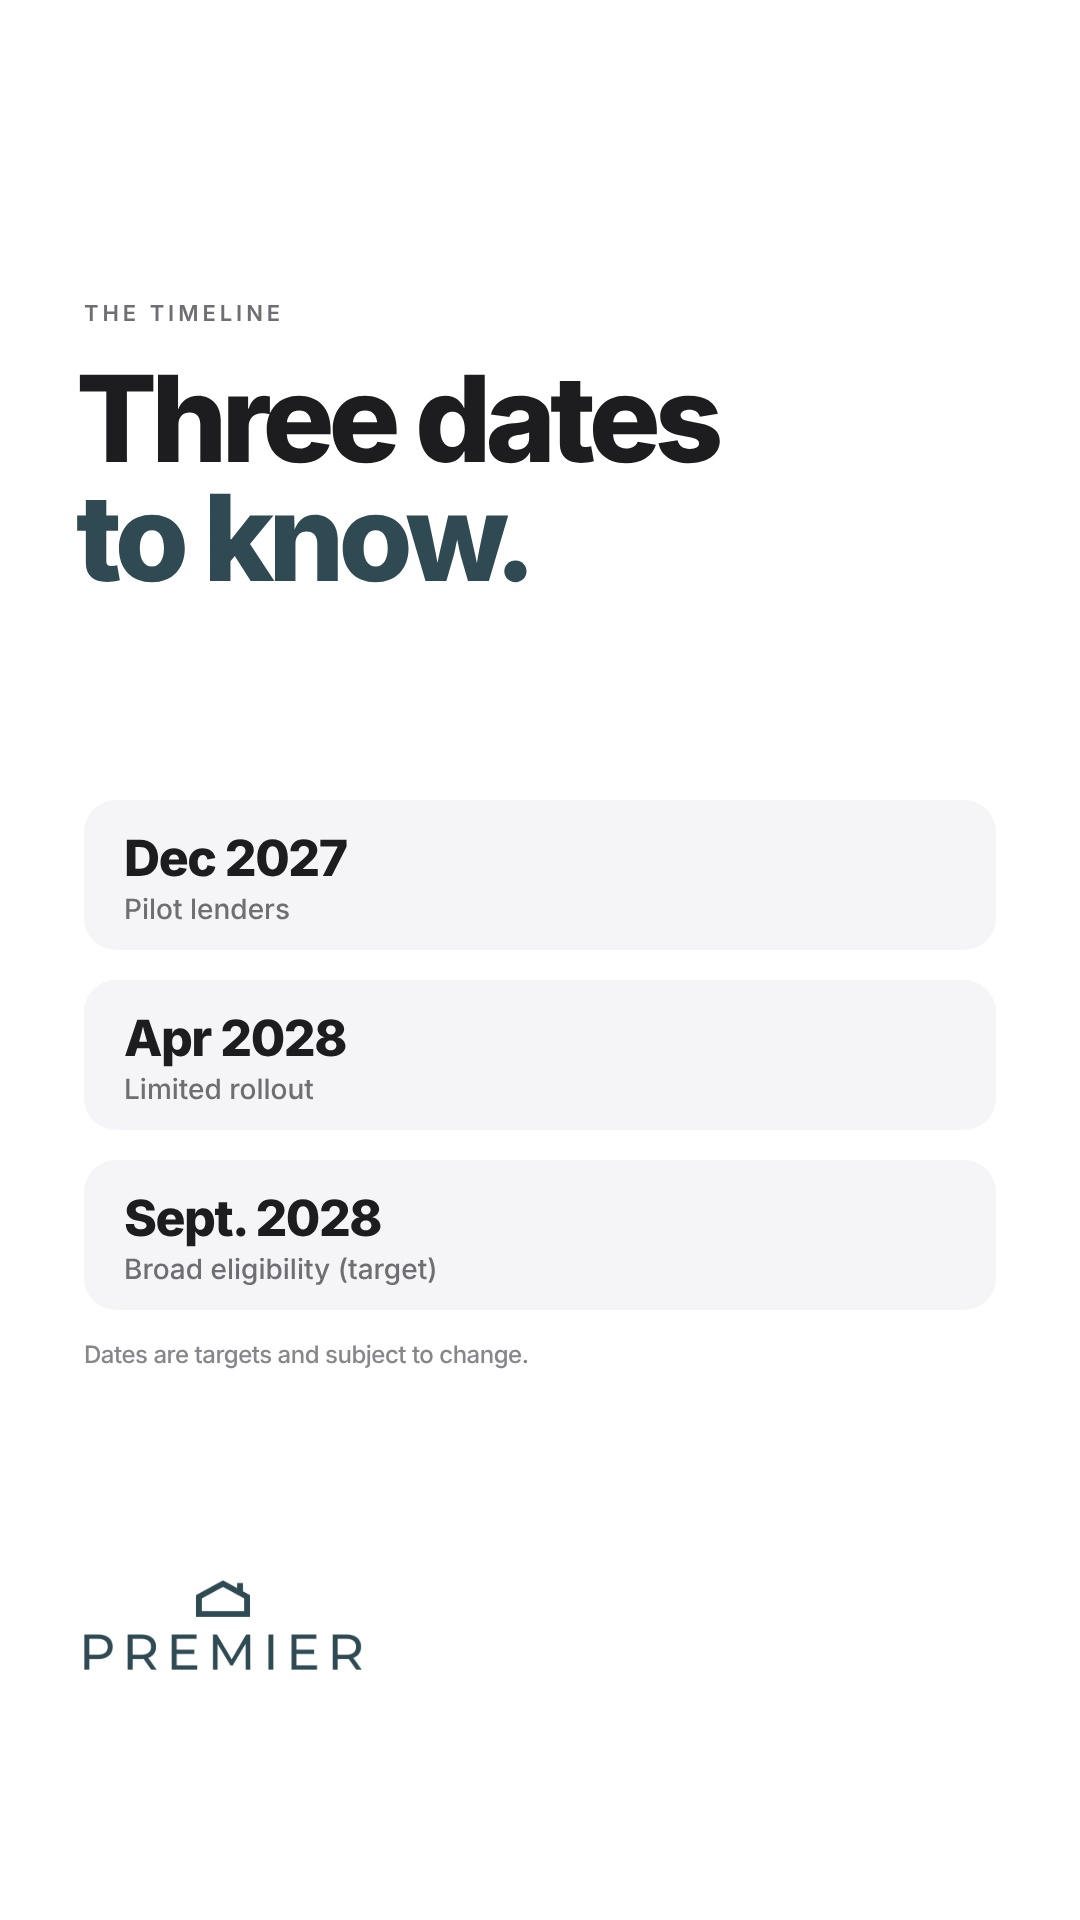 THE TIMELINE
Three dates
to know.
Dec 2027
Pilot lenders
Apr 2028
Limited rollout
Sept. 2028
Broad eligibility (target)
Dates are targets and subject to change.
PREMIER